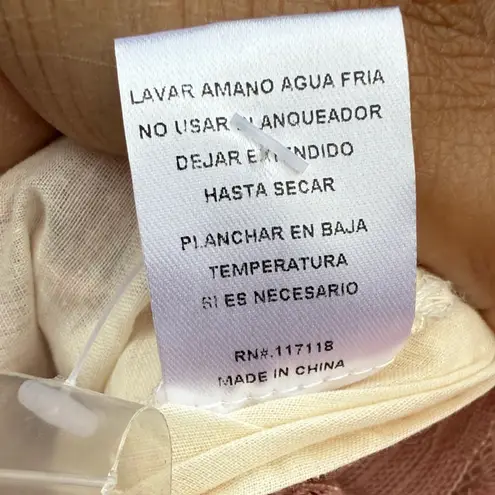 LAVAR AMANO AGUA FRIA
NO USAR BLANQUEADOR
DEJAR EXTENDIDO
HASTA SECAR
PLANCHAR EN BAJA
TEMPERATURA
SI ES NECESARIO
RN#.117118
MADE IN CHINA